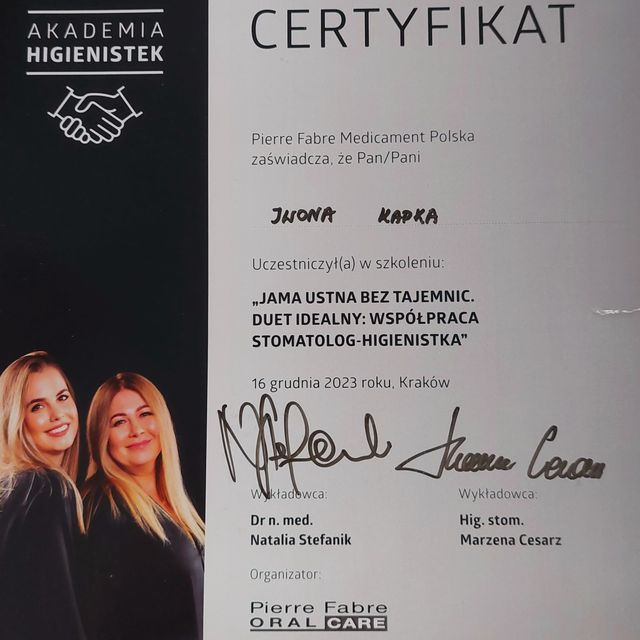 AKADEMIA
HIGIENISTEK
CERTYFIKAT
Pierre Fabre Medicament Polska
zaświadcza, że Pan/Pani
IWONA KAPKA
Uczestniczył(a) w szkoleniu:
„JAMA USTNA BEZ TAJEMNIC.
DUET IDEALNY: WSPÓŁPRACA
STOMATOLOG-HIGIENISTKA”
16 grudnia 2023 roku, Kraków
Wykładowca:
Dr n. med.
Natalia Stefanik
Wykładowca:
Hig. stom.
Marzena Cesarz
Organizator:
Pierre Fabre
ORAL CARE